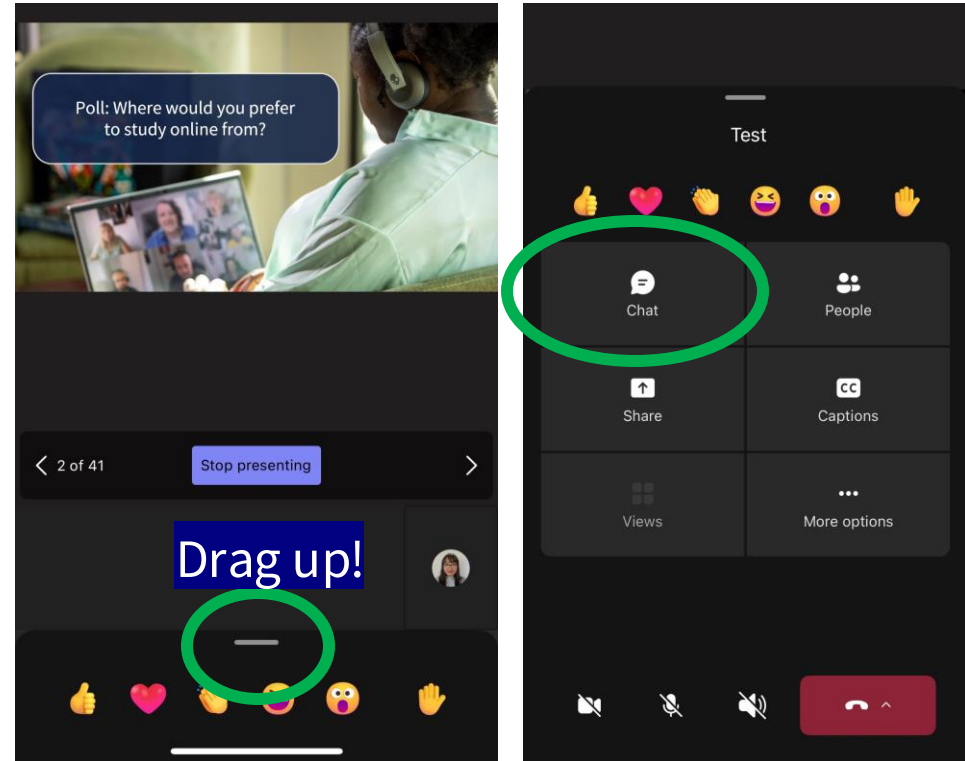 Poll: Where would you prefer
to study online from?
2 of 41
Stop presenting
Drag up!
Test
Chat
People
Share
CC
Captions
Views
More options